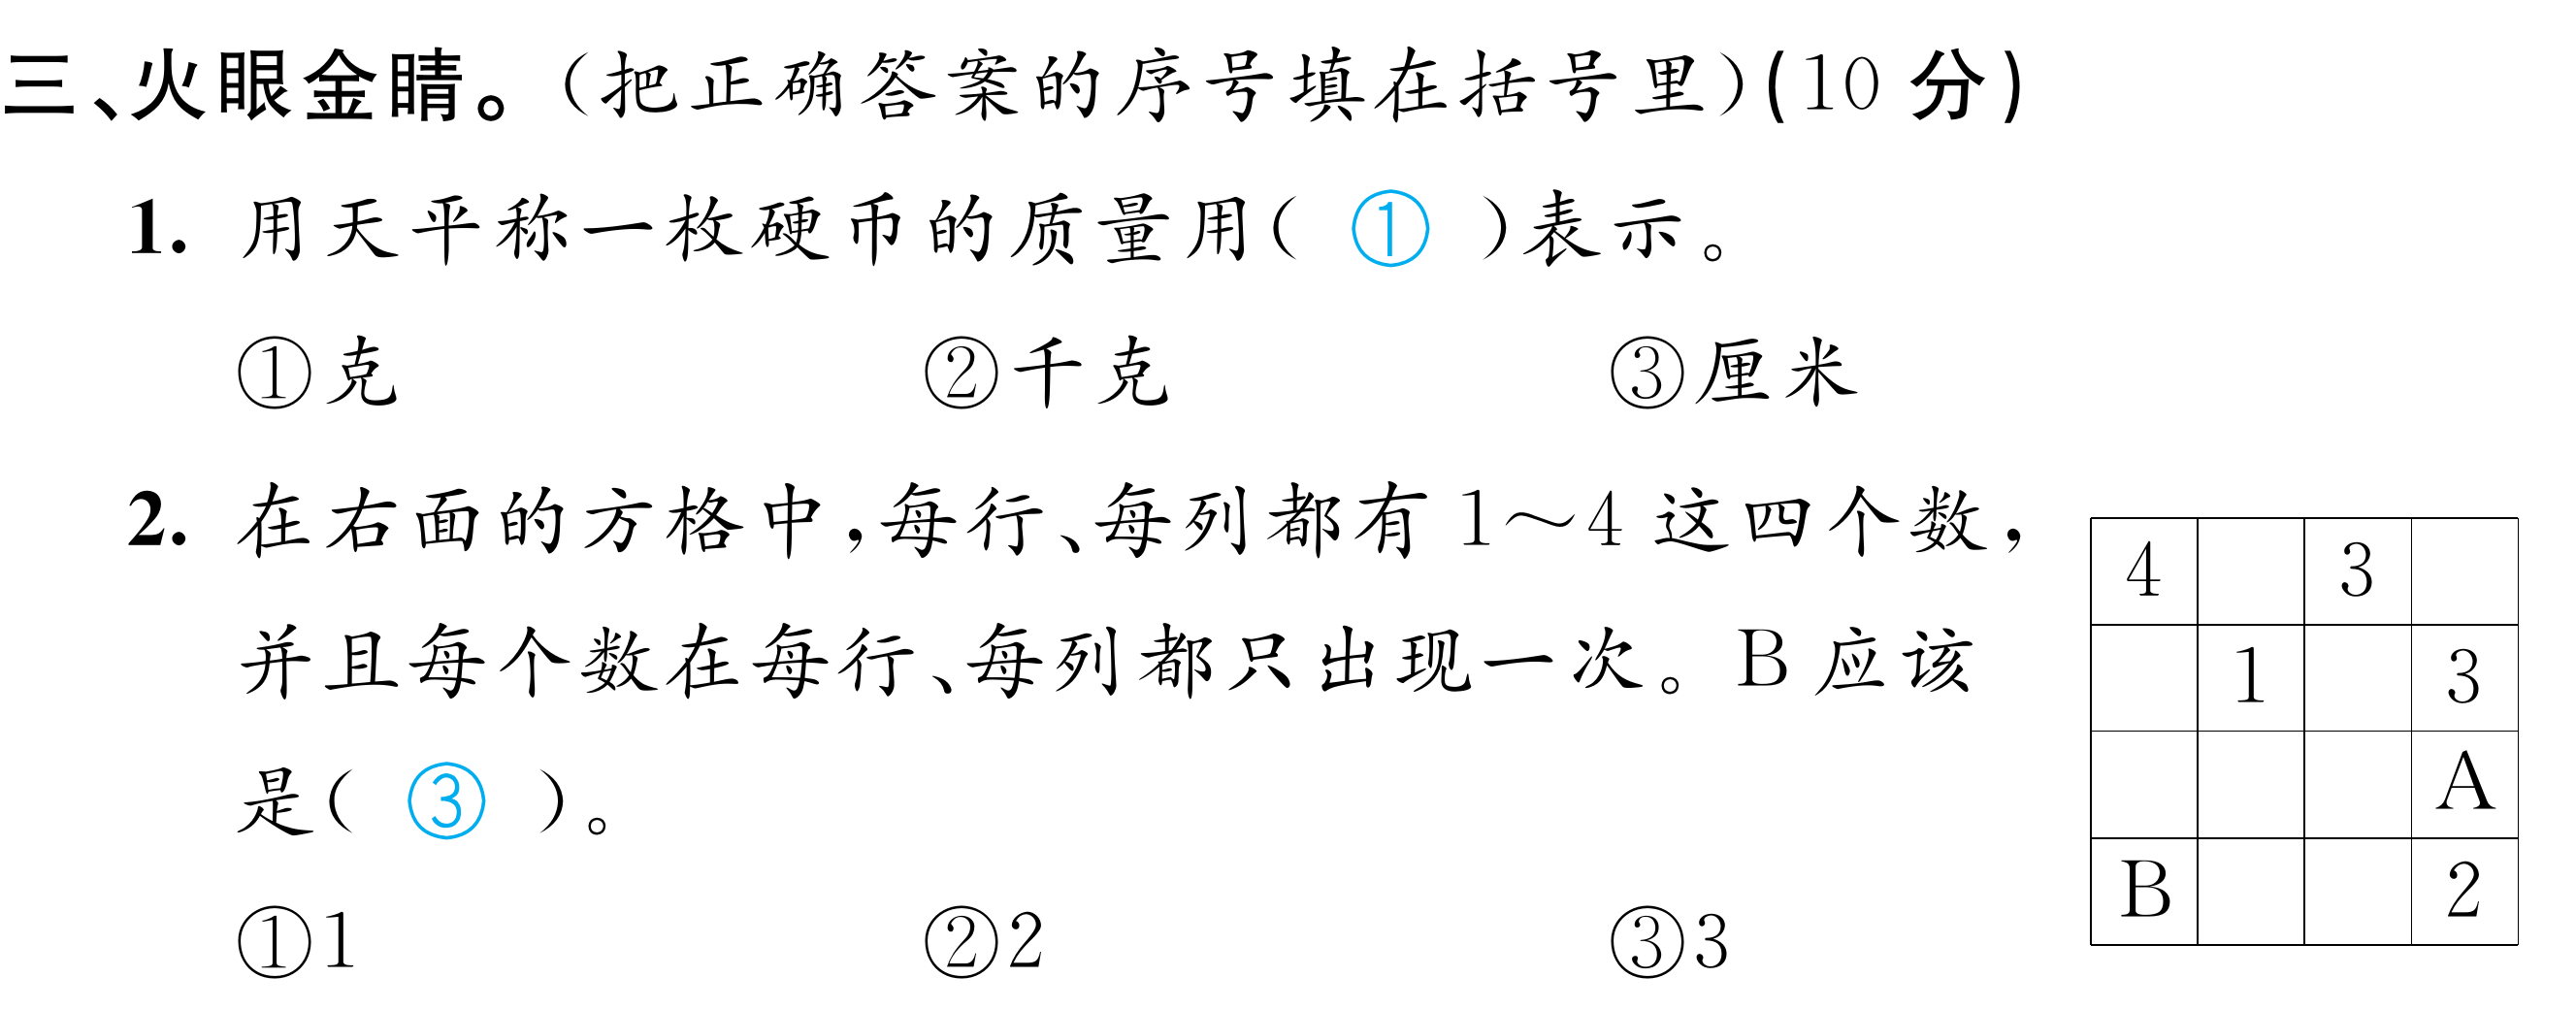 三、火眼金睛。(把正确答案的序号填在括号里)(10 分)
1. 用天平称一枚硬币的质量用( ① )表示。
①克 ②千克 ③厘米
2. 在右面的方格中,每行、每列都有 1～4 这四个数,
并且每个数在每行、每列都只出现一次。B 应该
是( ③ )。
①1 ②2 ③3
4 3
1 3
A
B 2